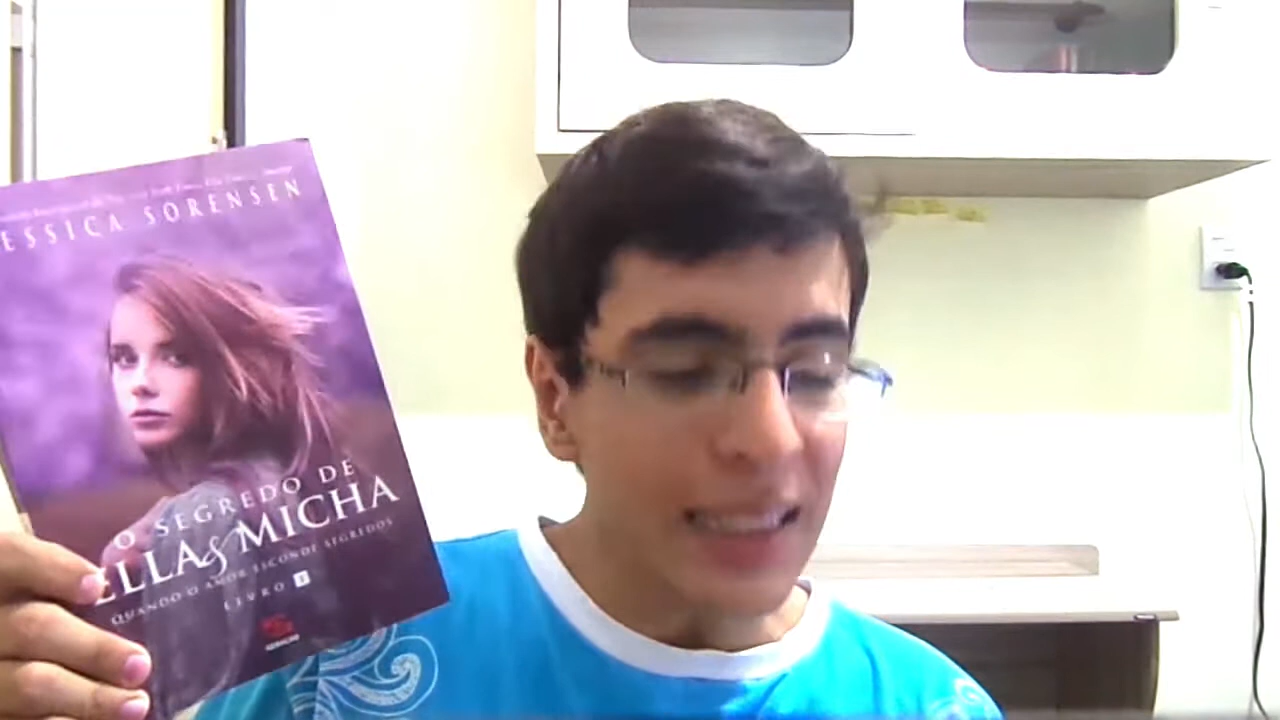 ESSICA SORENSEN
O SEGREDO DE
ELLA & MICHA
QUANDO O AMOR ESCONDE SEGREDOS
LIVRO 1